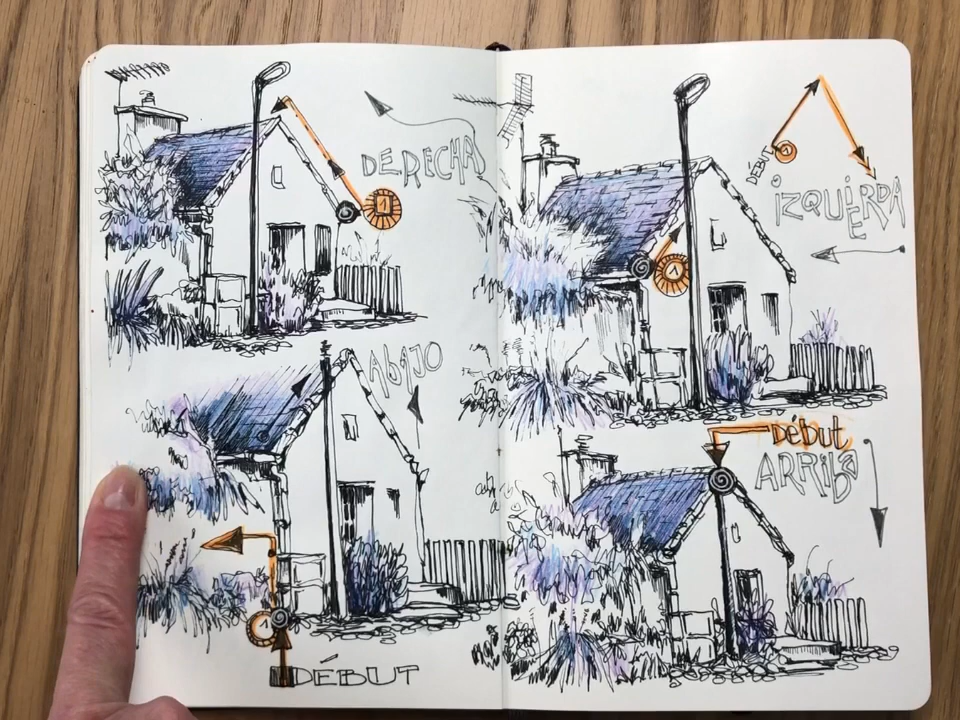 DERECHA
1
ABAJO
1
DÉBUT
DÉBUT 1
iZQUiERDA
1
Début
ARRiBa